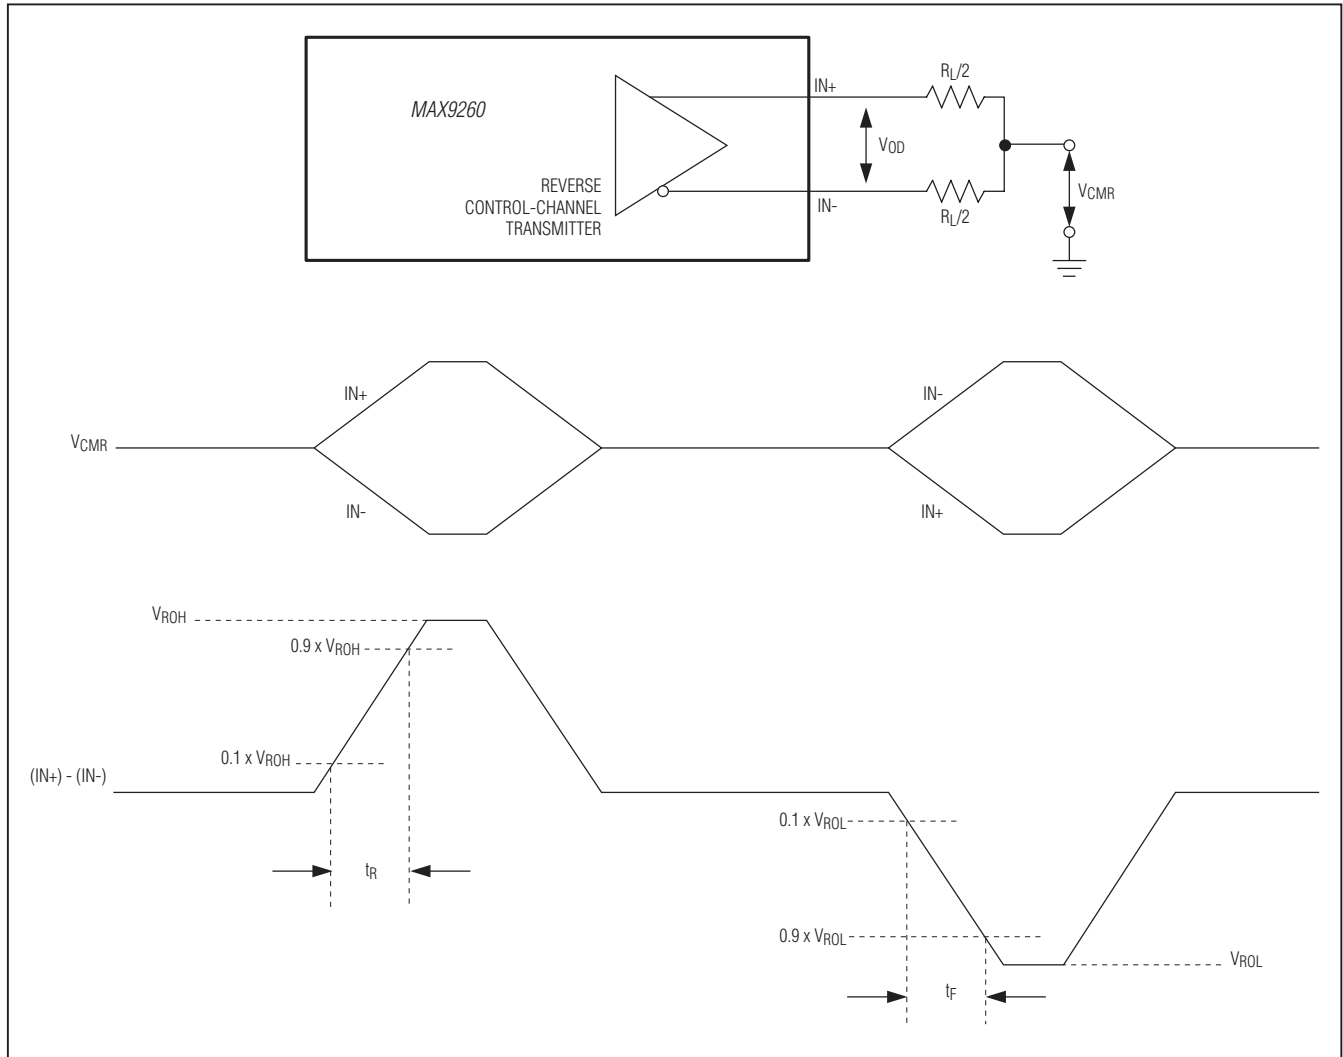 MAX9260
REVERSE
CONTROL-CHANNEL
TRANSMITTER
IN+
IN-
VOD
RL/2
RL/2
VCMR
VCMR
IN+
IN-
IN-
IN+
VROH
0.9 x VROH
0.1 x VROH
(IN+) - (IN-)
tR
0.1 x VROL
0.9 x VROL
VROL
tF